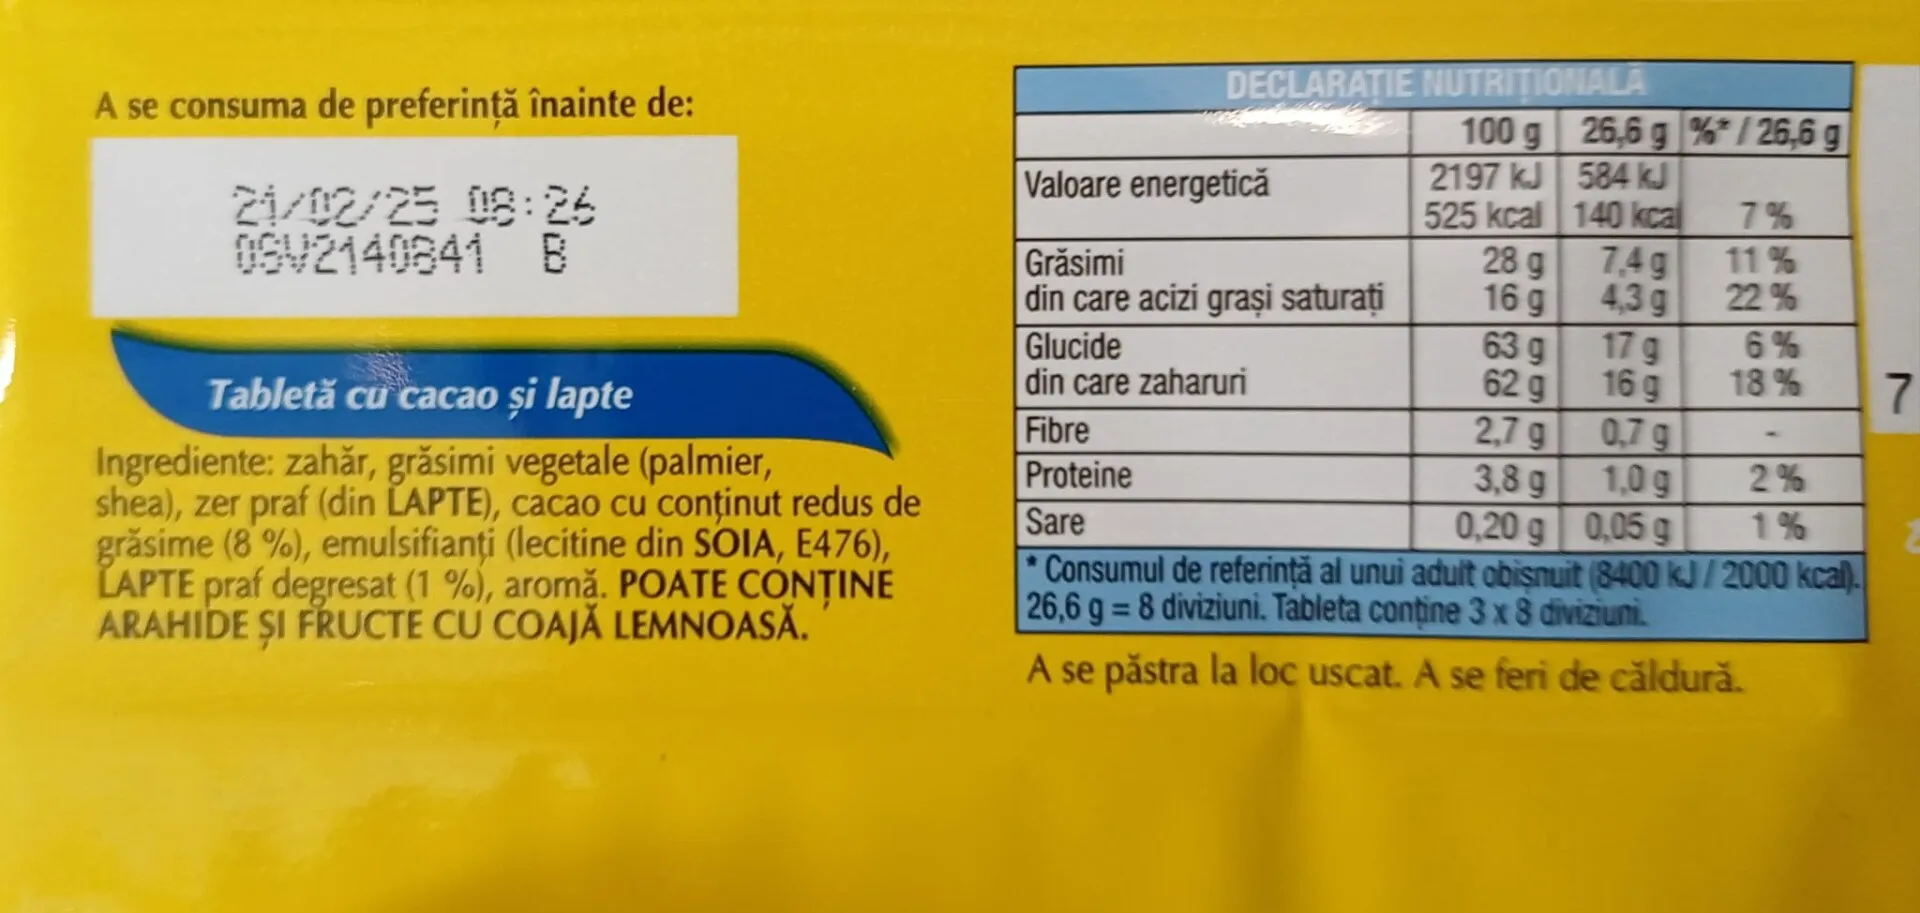 A se consuma de preferință înainte de:
21/02/25 08:26
OSV2140841 B
Tabletă cu cacao și lapte
Ingrediente: zahăr, grăsimi vegetale (palmier,
shea), zer praf (din LAPTE), cacao cu conținut redus de
grăsime (8 %), emulsifianți (lecitine din SOIA, E476),
LAPTE praf degresat (1 %), aromă. POATE CONȚINE
ARAHIDE ȘI FRUCTE CU COAJĂ LEMNOASĂ.
DECLARAȚIE NUTRIȚIONALĂ
100 g 26,6 g %* / 26,6 g
Valoare energetică 2197 kJ 584 kJ
525 kcal 140 kcal 7 %
Grăsimi 28 g 7,4 g 11 %
din care acizi grași saturați 16 g 4,3 g 22 %
Glucide 63 g 17 g 6 %
din care zaharuri 62 g 16 g 18 %
Fibre 2,7 g 0,7 g -
Proteine 3,8 g 1,0 g 2 %
Sare 0,20 g 0,05 g 1 %
* Consumul de referință al unui adult obișnuit (8400 kJ / 2000 kcal).
26,6 g = 8 diviziuni. Tableta conține 3 x 8 diviziuni.
A se păstra la loc uscat. A se feri de căldură.
7